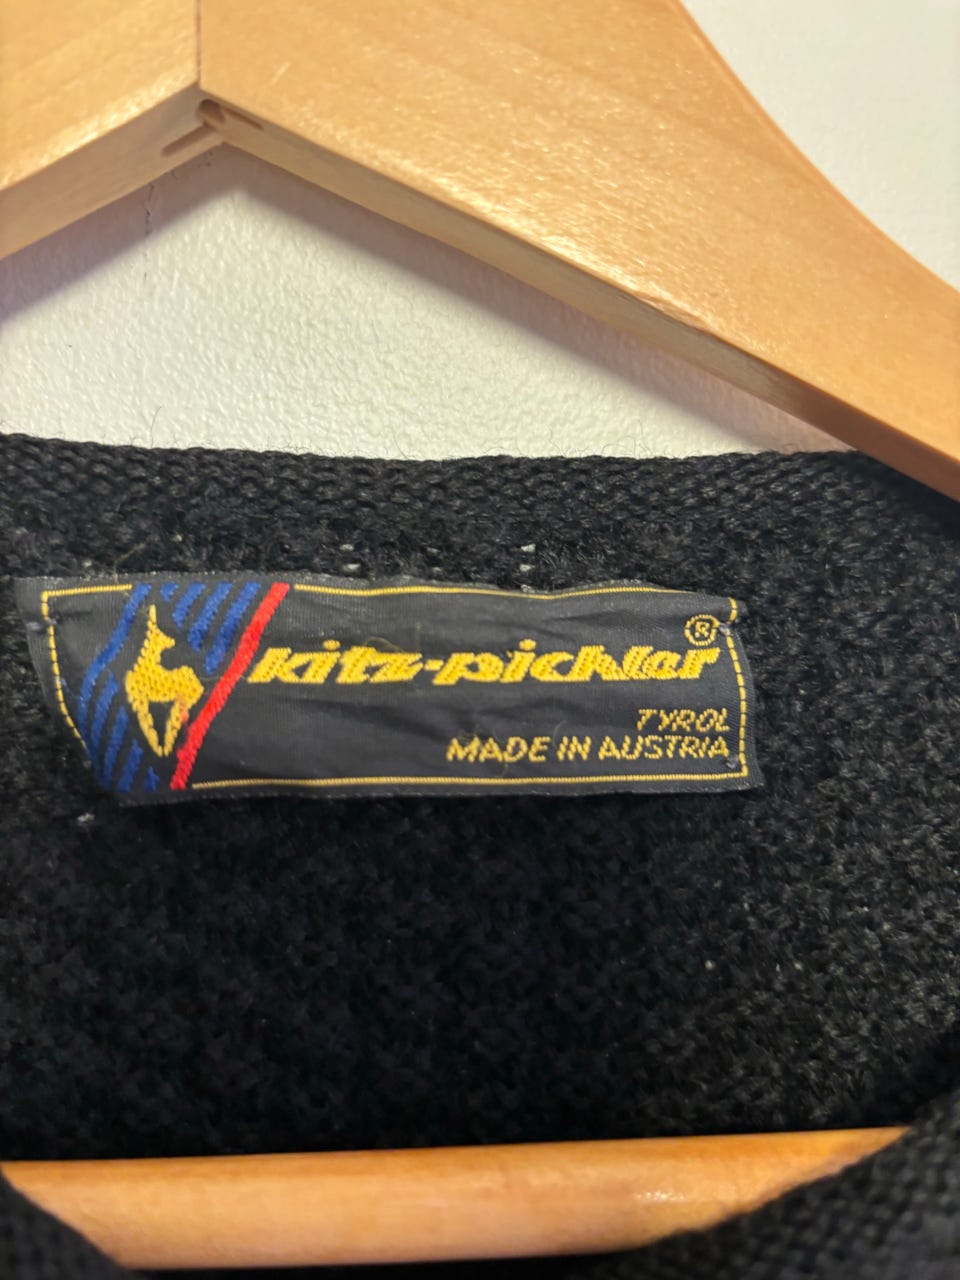 kitz-pichler®
TYROL
MADE IN AUSTRIA